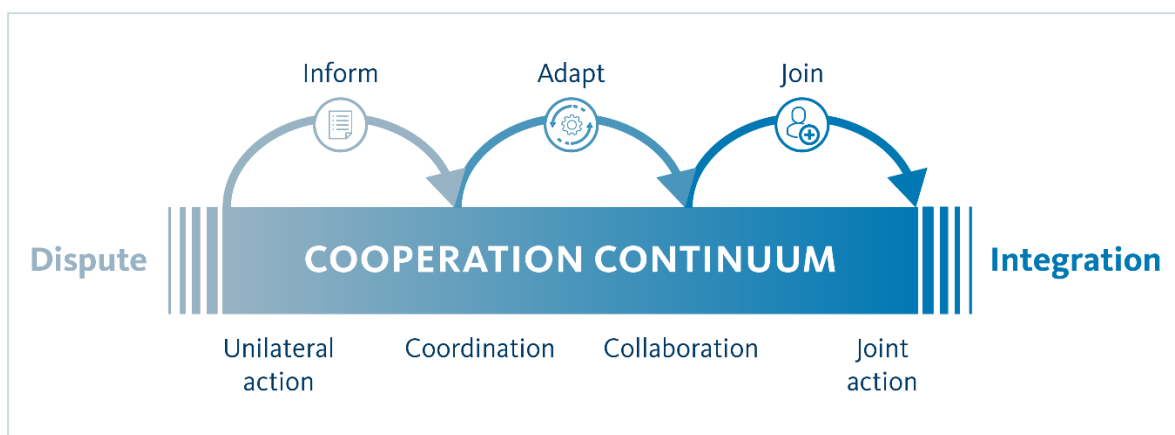 Inform
Adapt
Join
Dispute
COOPERATION CONTINUUM
Integration
Unilateral
action
Coordination
Collaboration
Joint
action